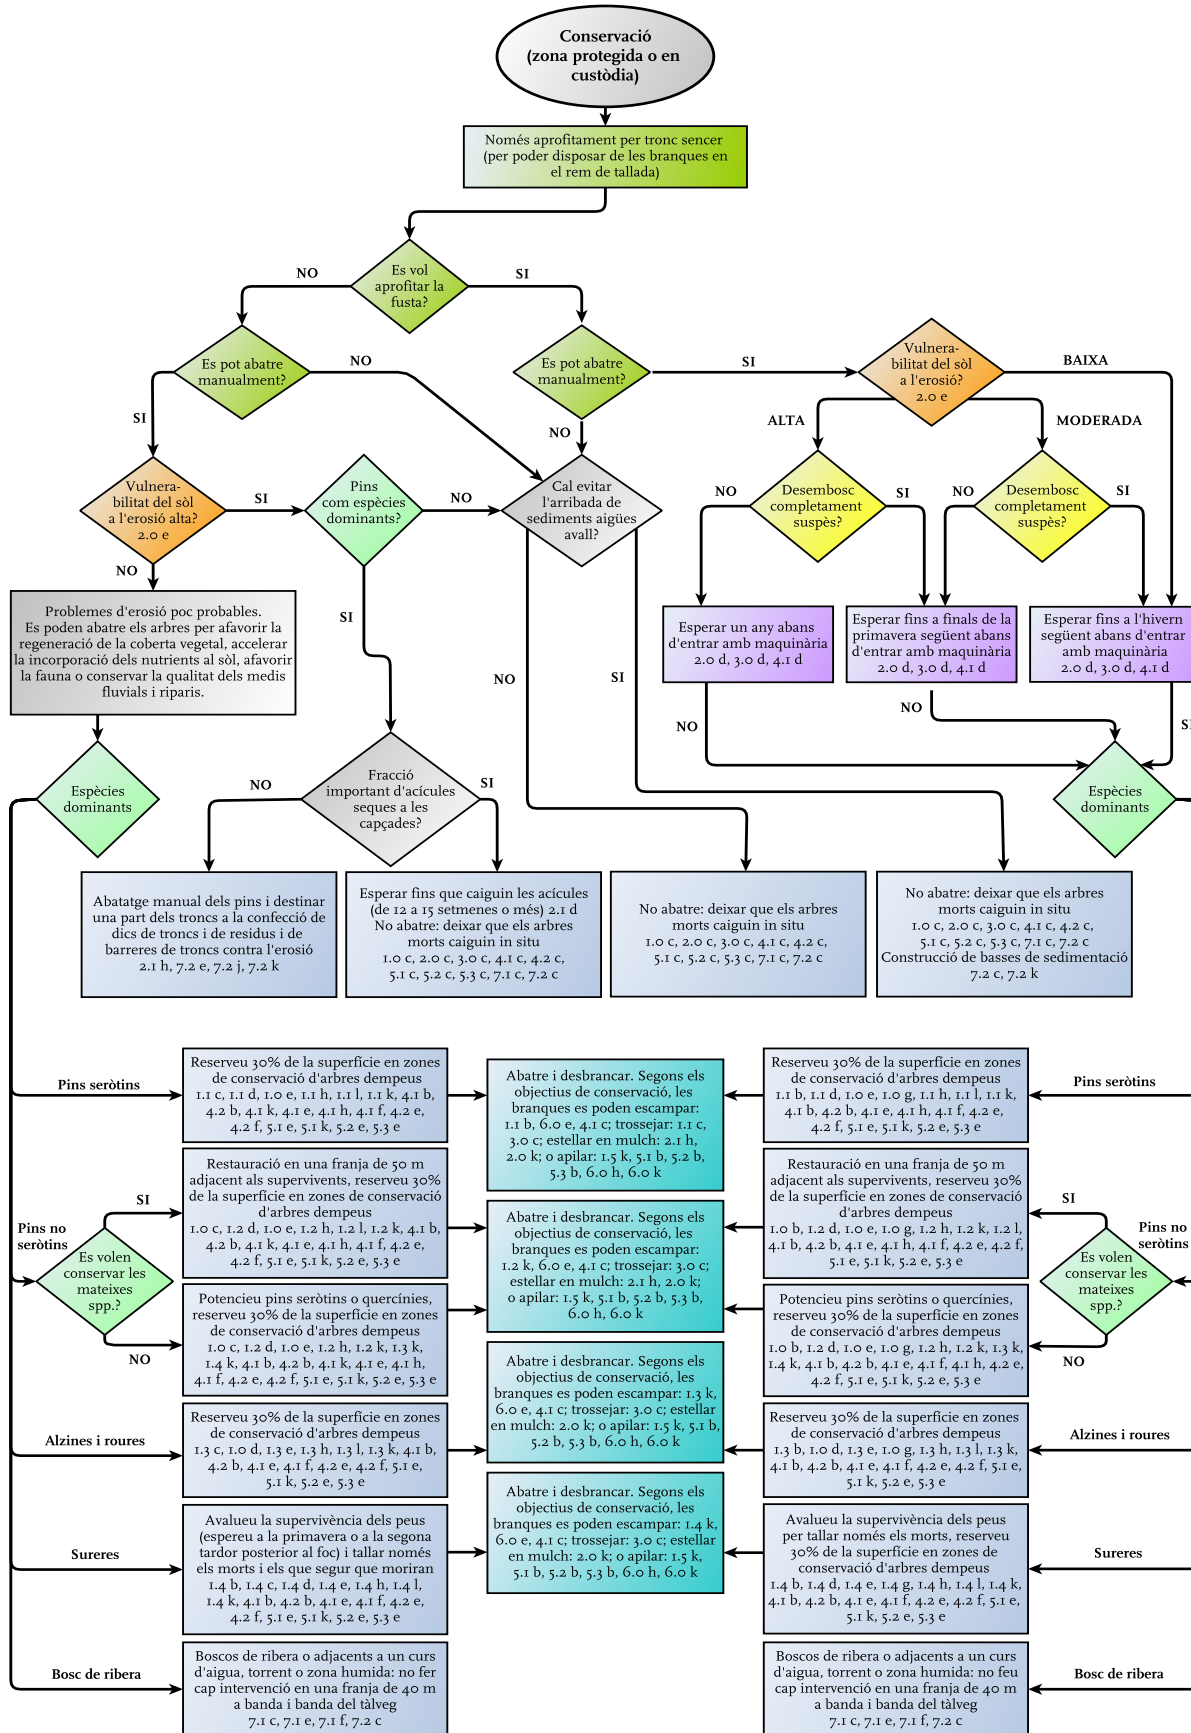 Conservació
(zona protegida o en
custòdia)
Només aprofitament per tronc sencer
(per poder disposar de les branques en
el rem de tallada)
Es vol
aprofitar la
fusta?
NO
SI
Es pot abatre
manualment?
NO
SI
Es pot abatre
manualment?
SI
NO
Vulnera-
bilitat del sòl
a l'erosió?
2.0 e
BAIXA
ALTA
MODERADA
Vulnera-
bilitat del sòl
a l'erosió alta?
2.0 e
SI
NO
Pins
com espècies
dominants?
NO
SI
Cal evitar
l'arribada de
sediments aigües
avall?
NO
SI
Desembosc
completament
suspès?
NO
SI
Desembosc
completament
suspès?
NO
SI
Problemes d'erosió poc probables.
Es poden abatre els arbres per afavorir la
regeneració de la coberta vegetal, accelerar
la incorporació dels nutrients al sòl, afavorir
la fauna o conservar la qualitat dels medis
fluvials i riparis.
Esperar un any abans
d'entrar amb maquinària
2.0 d, 3.0 d, 4.1 d
Esperar fins a finals de la
primavera següent abans
d'entrar amb maquinària
2.0 d, 3.0 d, 4.1 d
Esperar fins a l'hivern
següent abans d'entrar
amb maquinària
2.0 d, 3.0 d, 4.1 d
NO
NO
SI
Espècies
dominants
Fracció
important d'acícules
seques a les
capçades?
NO
SI
Espècies
dominants
Abatatge manual dels pins i destinar
una part dels troncs a la confecció de
dics de troncs i de residus i de
barreres de troncs contra l'erosió
2.1 h, 7.2 e, 7.2 j, 7.2 k
Esperar fins que caiguin les acícules
(de 12 a 15 setmenes o més) 2.1 d
No abatre: deixar que els arbres
morts caiguin in situ
1.0 c, 2.0 c, 3.0 c, 4.1 c, 4.2 c,
5.1 c, 5.2 c, 5.3 c, 7.1 c, 7.2 c
No abatre: deixar que els arbres
morts caiguin in situ
1.0 c, 2.0 c, 3.0 c, 4.1 c, 4.2 c,
5.1 c, 5.2 c, 5.3 c, 7.1 c, 7.2 c
No abatre: deixar que els arbres
morts caiguin in situ
1.0 c, 2.0 c, 3.0 c, 4.1 c, 4.2 c,
5.1 c, 5.2 c, 5.3 c, 7.1 c, 7.2 c
Construcció de basses de sedimentació
7.2 c, 7.2 k
Pins seròtins
Reserveu 30% de la superfície en zones
de conservació d'arbres dempeus
1.1 c, 1.1 d, 1.0 e, 1.1 h, 1.1 l, 1.1 k, 4.1 b,
4.2 b, 4.1 k, 4.1 e, 4.1 h, 4.1 f, 4.2 e,
4.2 f, 5.1 e, 5.1 k, 5.2 e, 5.3 e
Abatre i desbrancar. Segons els
objectius de conservació, les
branques es poden escampar:
1.1 b, 6.0 e, 4.1 c; trossejar: 1.1 c,
3.0 c; estellar en mulch: 2.1 h,
2.0 k; o apilar: 1.5 k, 5.1 b, 5.2 b,
5.3 b, 6.0 h, 6.0 k
Reserveu 30% de la superfície en zones
de conservació d'arbres dempeus
1.1 b, 1.1 d, 1.0 e, 1.0 g, 1.1 h, 1.1 l, 1.1 k,
4.1 b, 4.2 b, 4.1 e, 4.1 h, 4.1 f, 4.2 e,
4.2 f, 5.1 e, 5.1 k, 5.2 e, 5.3 e
Pins seròtins
Pins no
seròtins
Es volen
conservar les
mateixes
spp.?
SI
NO
Restauració en una franja de 50 m
adjacent als supervivents, reserveu 30%
de la superfície en zones de conservació
d'arbres dempeus
1.0 c, 1.2 d, 1.0 e, 1.2 h, 1.2 l, 1.2 k, 4.1 b,
4.2 b, 4.1 k, 4.1 e, 4.1 h, 4.1 f, 4.2 e,
4.2 f, 5.1 e, 5.1 k, 5.2 e, 5.3 e
Abatre i desbrancar. Segons els
objectius de conservació, les
branques es poden escampar:
1.2 k, 6.0 e, 4.1 c; trossejar: 3.0 c;
estellar en mulch: 2.1 h, 2.0 k;
o apilar: 1.5 k, 5.1 b, 5.2 b, 5.3 b,
6.0 h, 6.0 k
Restauració en una franja de 50 m
adjacent als supervivents, reserveu 30%
de la superfície en zones de conservació
d'arbres dempeus
1.0 b, 1.2 d, 1.0 e, 1.0 g, 1.2 h, 1.2 k, 1.2 l,
4.1 b, 4.2 b, 4.1 e, 4.1 h, 4.1 f, 4.2 e, 4.2 f,
5.1 e, 5.1 k, 5.2 e, 5.3 e
SI
Pins no
seròtins
Es volen
conservar les
mateixes
spp.?
NO
Potencieu pins seròtins o quercínies,
reserveu 30% de la superfície en zones
de conservació d'arbres dempeus
1.0 c, 1.2 d, 1.0 e, 1.2 h, 1.2 k, 1.3 k,
1.4 k, 4.1 b, 4.2 b, 4.1 k, 4.1 e, 4.1 h,
4.1 f, 4.2 e, 4.2 f, 5.1 e, 5.1 k, 5.2 e, 5.3 e
Potencieu pins seròtins o quercínies,
reserveu 30% de la superfície en zones
de conservació d'arbres dempeus
1.0 b, 1.2 d, 1.0 e, 1.0 g, 1.2 h, 1.2 k, 1.3 k,
1.4 k, 4.1 b, 4.2 b, 4.1 e, 4.1 f, 4.1 h, 4.2 e,
4.2 f, 5.1 e, 5.1 k, 5.2 e, 5.3 e
Abatre i desbrancar. Segons els
objectius de conservació, les
branques es poden escampar: 1.3 k,
6.0 e, 4.1 c; trossejar: 3.0 c; estellar
en mulch: 2.0 k; o apilar: 1.5 k, 5.1 b,
5.2 b, 5.3 b, 6.0 h, 6.0 k
Alzines i roures
Reserveu 30% de la superfície en zones
de conservació d'arbres dempeus
1.3 c, 1.0 d, 1.3 e, 1.3 h, 1.3 l, 1.3 k, 4.1 b,
4.2 b, 4.1 e, 4.1 f, 4.2 e, 4.2 f, 5.1 e,
5.1 k, 5.2 e, 5.3 e
Reserveu 30% de la superfície en zones
de conservació d'arbres dempeus
1.3 b, 1.0 d, 1.3 e, 1.0 g, 1.3 h, 1.3 l, 1.3 k,
4.1 b, 4.2 b, 4.1 e, 4.1 f, 4.2 e, 4.2 f, 5.1 e,
5.1 k, 5.2 e, 5.3 e
Alzines i roures
Sureres
Avalueu la supervivència dels peus
(espereu a la primavera o a la segona
tardor posterior al foc) i tallar només
els morts i els que segur que moriran
1.4 b, 1.4 c, 1.4 d, 1.4 e, 1.4 h, 1.4 l,
1.4 k, 4.1 b, 4.2 b, 4.1 e, 4.1 f, 4.2 e,
4.2 f, 5.1 e, 5.1 k, 5.2 e, 5.3 e
Abatre i desbrancar. Segons els
objectius de conservació, les
branques es poden escampar: 1.4 k,
6.0 e, 4.1 c; trossejar: 3.0 c; estellar
en mulch: 2.0 k; o apilar: 1.5 k,
5.1 b, 5.2 b, 5.3 b, 6.0 h, 6.0 k
Avalueu la supervivència dels peus
per tallar només els morts, reserveu
30% de la superfície en zones de
conservació d'arbres dempeus
1.4 b, 1.4 d, 1.4 e, 1.4 g, 1.4 h, 1.4 l, 1.4 k,
4.1 b, 4.2 b, 4.1 e, 4.1 f, 4.2 e, 4.2 f, 5.1 e,
5.1 k, 5.2 e, 5.3 e
Sureres
Bosc de ribera
Boscos de ribera o adjacents a un curs
d'aigua, torrent o zona humida: no fer
cap intervenció en una franja de 40 m
a banda i banda del tàlveg
7.1 c, 7.1 e, 7.1 f, 7.2 c
Boscos de ribera o adjacents a un curs
d'aigua, torrent o zona humida: no feu
cap intervenció en una franja de 40 m
a banda i banda del tàlveg
7.1 c, 7.1 e, 7.1 f, 7.2 c
Bosc de ribera